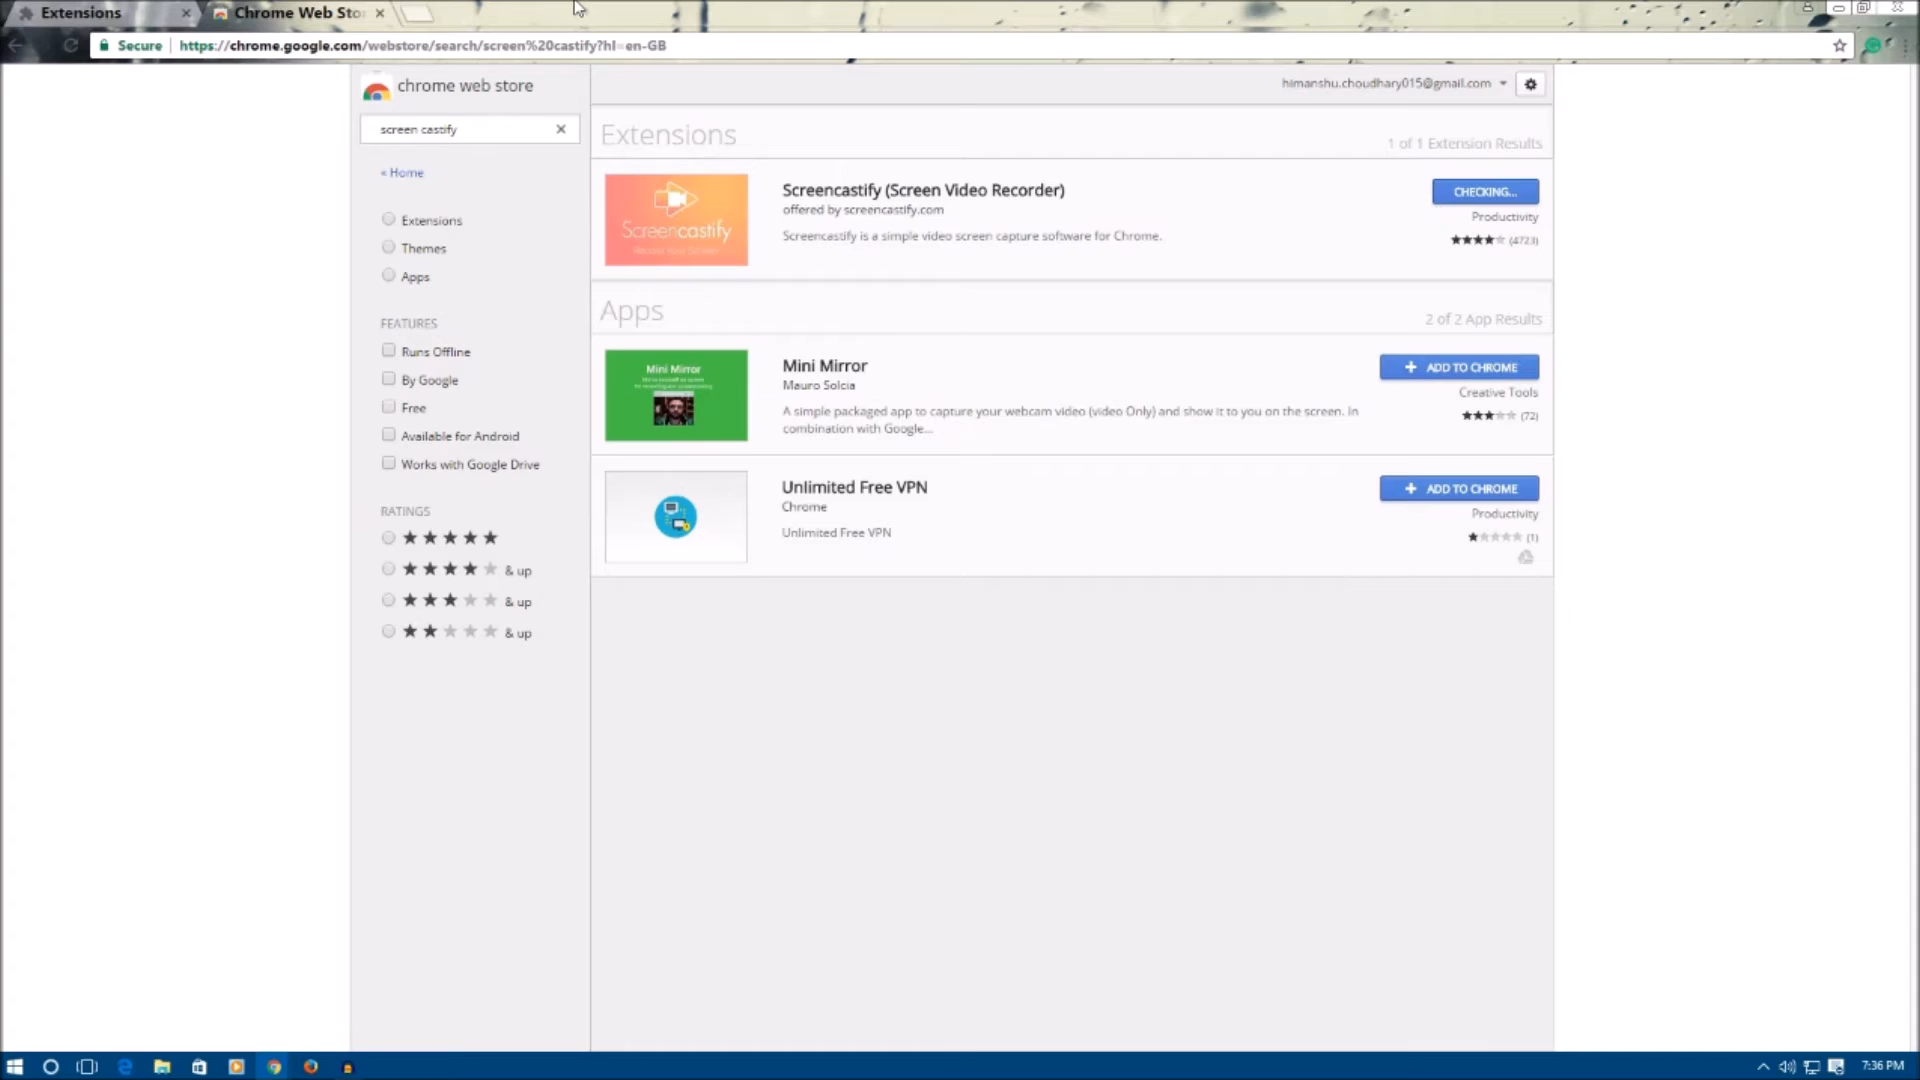 Extensions
Chrome Web Sto
Secure
https://chrome.google.com/webstore/search/screen%20castify?hl=en-GB
chrome web store
himanshu.choudhary015@gmail.com
screen castify
« Home
Extensions
Themes
Apps
FEATURES
Runs Offline
By Google
Free
Available for Android
Works with Google Drive
RATINGS
& up
& up
& up
Extensions
1 of 1 Extension Results
Screencastify
Record Your Screen
Screencastify (Screen Video Recorder)
offered by screencastify.com
Screencastify is a simple video screen capture software for Chrome.
CHECKING...
Productivity
(4723)
Apps
2 of 2 App Results
Mini Mirror
Mini Mirror
Mauro Solcia
A simple packaged app to capture your webcam video (video Only) and show it to you on the screen. In
combination with Google...
ADD TO CHROME
Creative Tools
(72)
Unlimited Free VPN
Chrome
Unlimited Free VPN
ADD TO CHROME
Productivity
(1)
7:36 PM